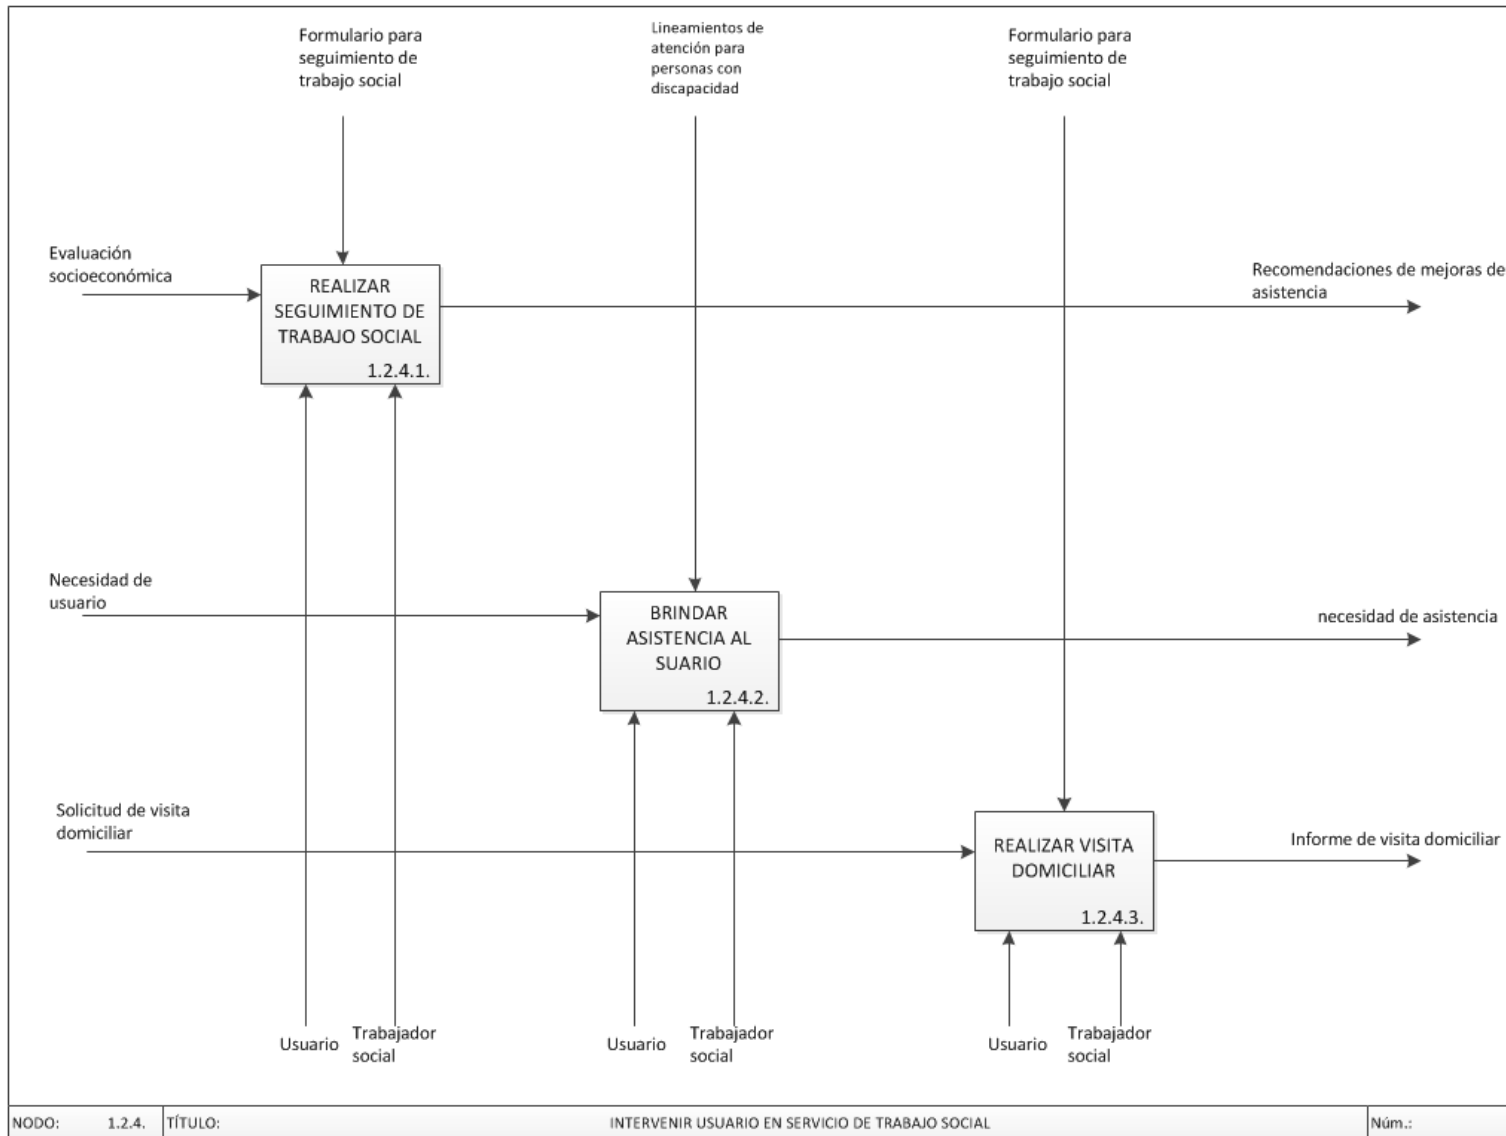 Formulario para
seguimiento de
trabajo social
Lineamientos de
atención para
personas con
discapacidad
Formulario para
seguimiento de
trabajo social
Evaluación
socioeconómica
REALIZAR
SEGUIMIENTO DE
TRABAJO SOCIAL
1.2.4.1.
Recomendaciones de mejoras de
asistencia
Necesidad de
usuario
BRINDAR
ASISTENCIA AL
SUARIO
1.2.4.2.
necesidad de asistencia
Solicitud de visita
domiciliar
REALIZAR VISITA
DOMICILIAR
1.2.4.3.
Informe de visita domiciliar
Usuario
Trabajador
social
Usuario
Trabajador
social
Usuario
Trabajador
social
NODO: 1.2.4. TÍTULO: INTERVENIR USUARIO EN SERVICIO DE TRABAJO SOCIAL Núm.: